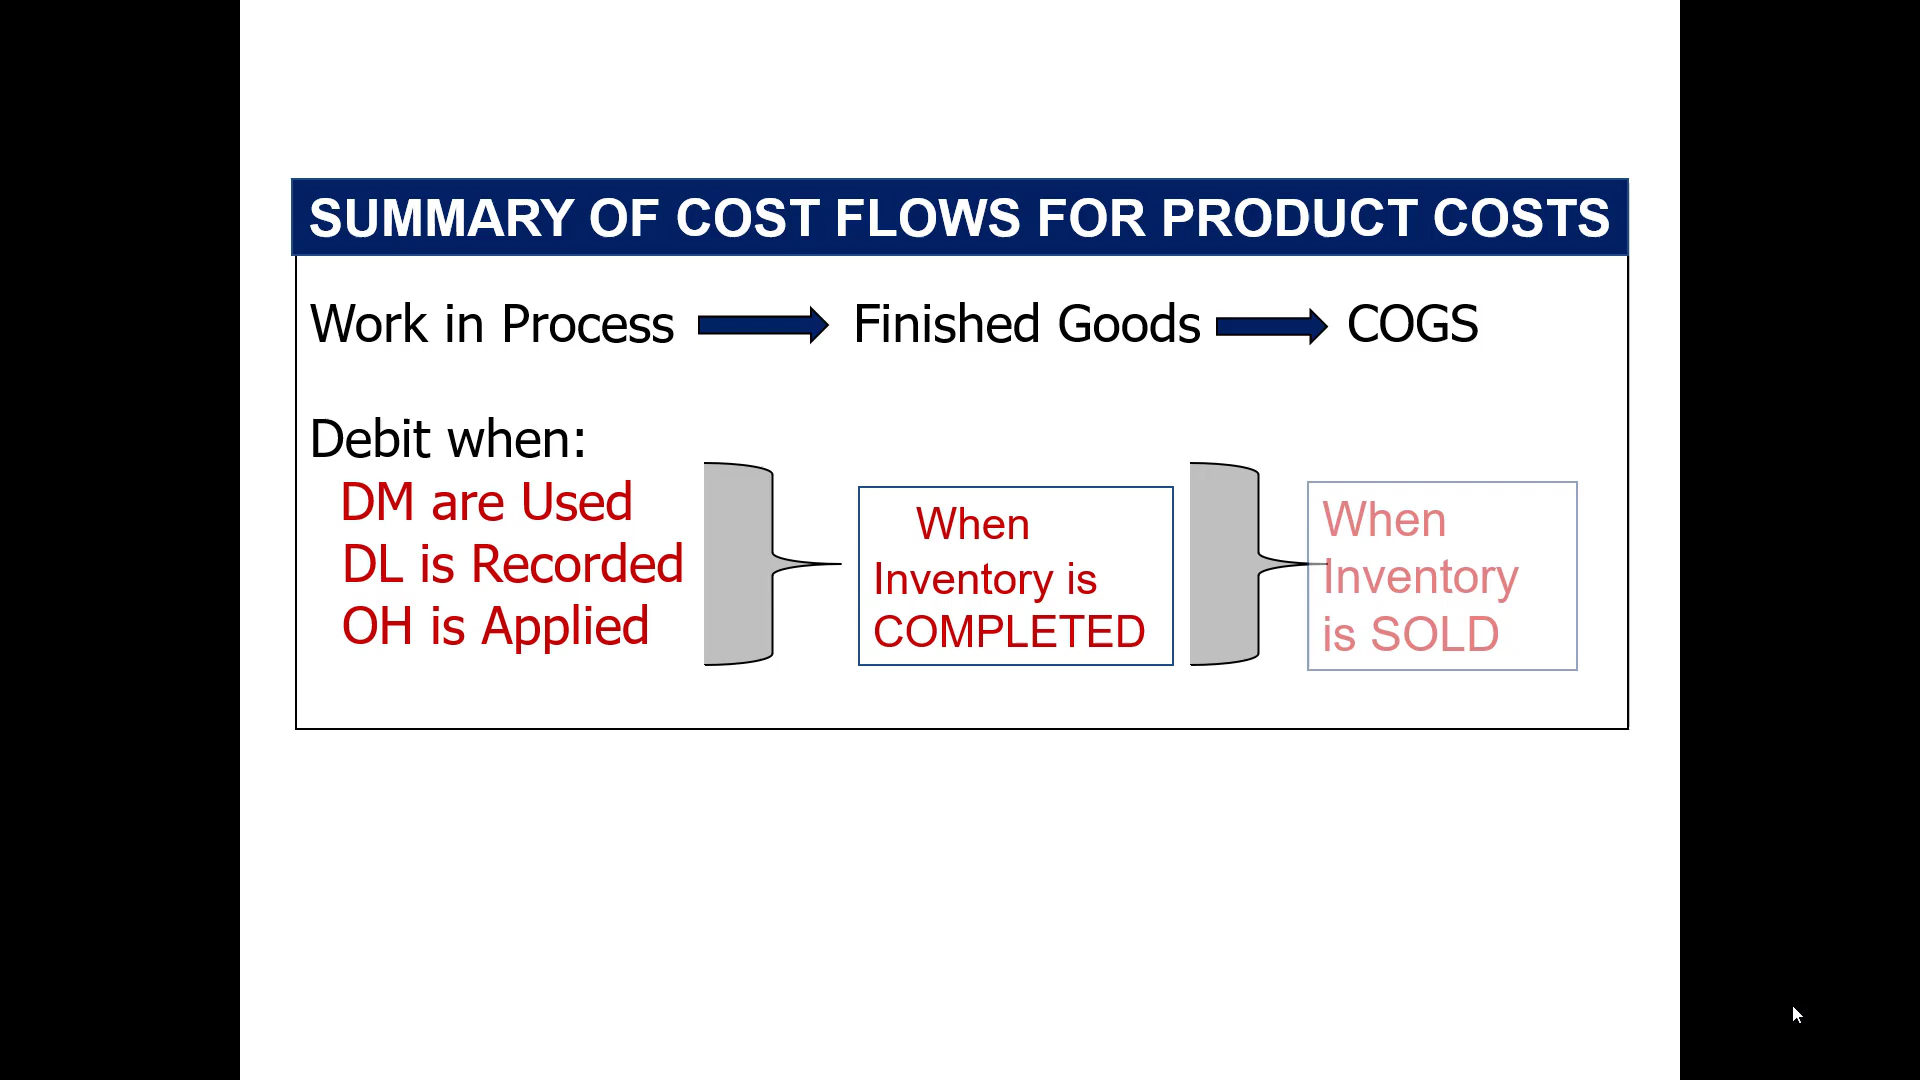 SUMMARY OF COST FLOWS FOR PRODUCT COSTS
Work in Process Finished Goods COGS
Debit when:
DM are Used
DL is Recorded
OH is Applied
When
Inventory is
COMPLETED
When
Inventory
is SOLD